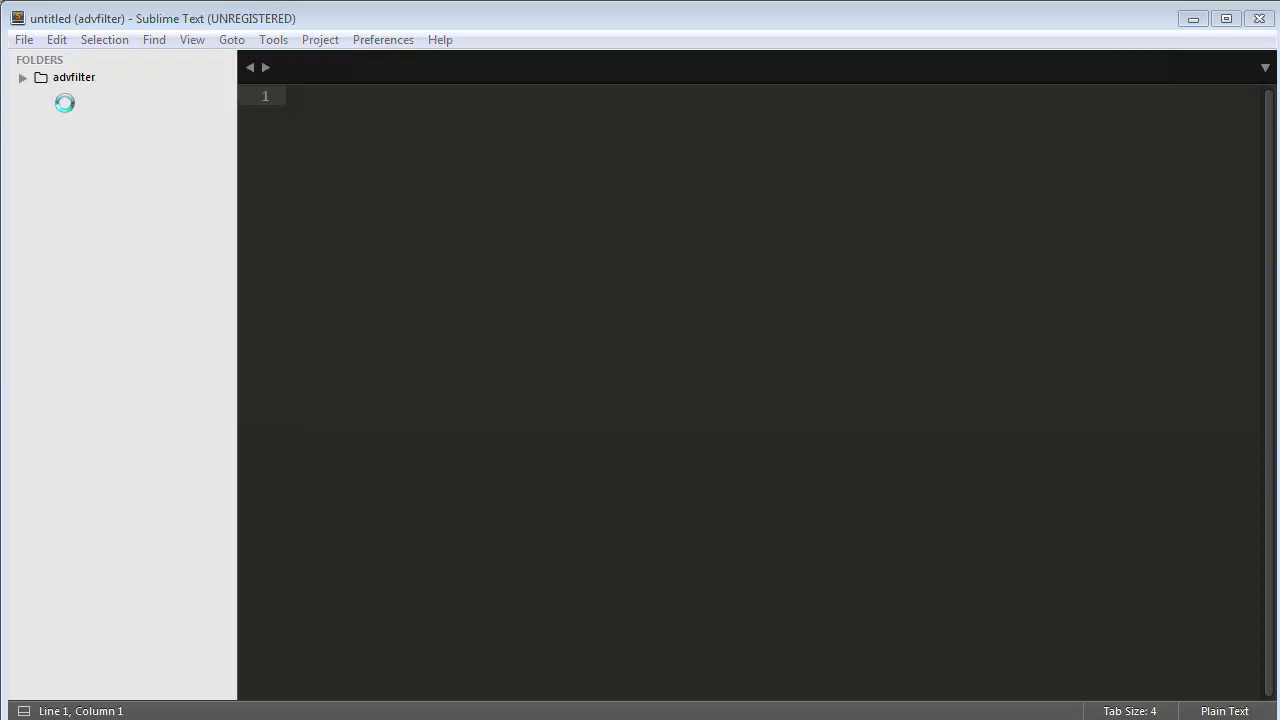 untitled (advfilter) - Sublime Text (UNREGISTERED)
File Edit Selection Find View Goto Tools Project Preferences Help
FOLDERS
advfilter
1
Line 1, Column 1 Tab Size: 4 Plain Text